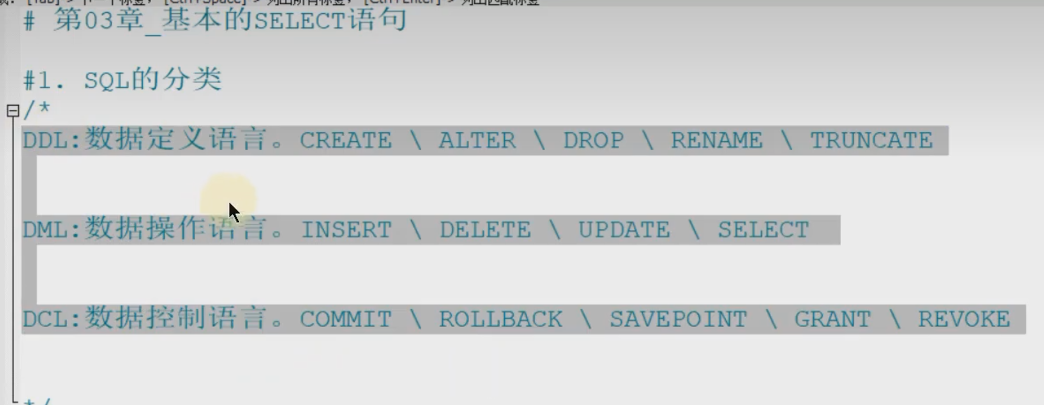 # 第03章_基本的SELECT语句
#1. SQL的分类
/*
DDL:数据定义语言。CREATE \ ALTER \ DROP \ RENAME \ TRUNCATE
DML:数据操作语言。INSERT \ DELETE \ UPDATE \ SELECT
DCL:数据控制语言。COMMIT \ ROLLBACK \ SAVEPOINT \ GRANT \ REVOKE
*/